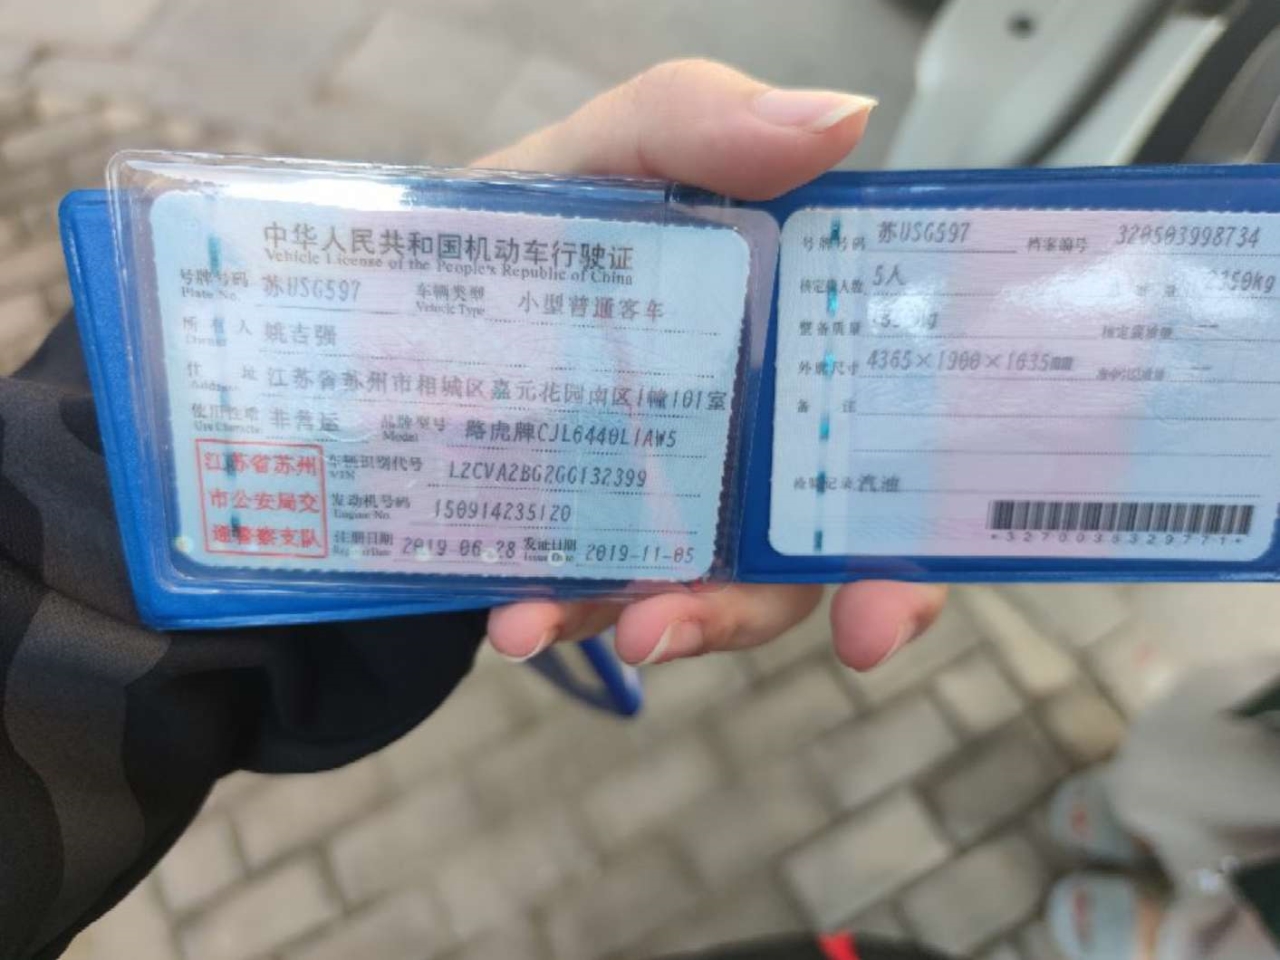 中华人民共和国机动车行驶证
Vehicle License of the People's Republic of China
号牌号码 苏USG597 车辆类型 小型普通客车
Plate No. Vehicle Type
所有人 姚吉强
Owner
住址 江苏省苏州市相城区嘉元花园南区1幢101室
Address
使用性质 非营运 品牌型号 路虎牌CJL6440L1AW5
Use Character Model
江苏省苏州
市公安局交
通警察支队
车辆识别代号 L2CVA2BG2GG132399
VIN
发动机号码 150914235120
Engine No.
注册日期 2019 06 28 发证日期 2019-11-05
Register Date Issue Date
号牌号码 苏USG597 档案编号 320503998734
核定载人数 5人 350kg
整备质量 kg 核定载质量 --
外廓尺寸 4365×1900×1635 --
备注
检验记录 汽油
*3270035329771*